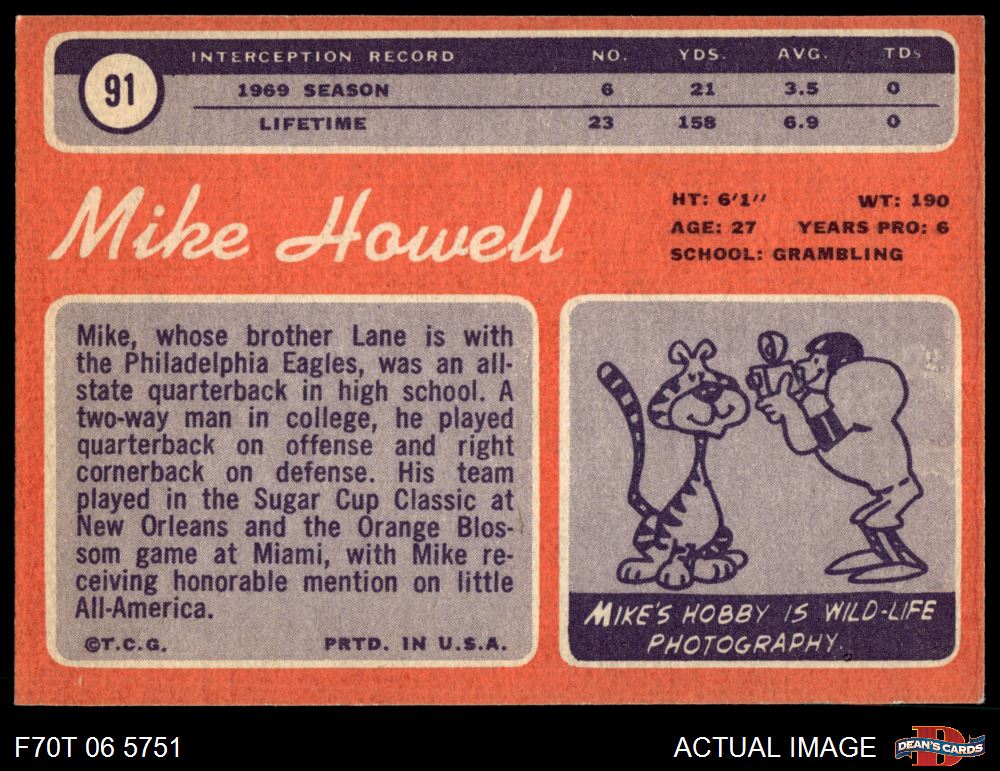 91
INTERCEPTION RECORD NO. YDS. AVG. TDs
1969 SEASON 6 21 3.5 0
LIFETIME 23 158 6.9 0
Mike Howell
HT: 6'1" WT: 190
AGE: 27 YEARS PRO: 6
SCHOOL: GRAMBLING
Mike, whose brother Lane is with
the Philadelphia Eagles, was an all-
state quarterback in high school. A
two-way man in college, he played
quarterback on offense and right
cornerback on defense. His team
played in the Sugar Cup Classic at
New Orleans and the Orange Blos-
som game at Miami, with Mike re-
ceiving honorable mention on little
All-America.
©T.C.G. PRTD. IN U.S.A.
MIKE'S HOBBY IS WILD-LIFE
PHOTOGRAPHY.
F70T 06 5751 ACTUAL IMAGE DEAN'S CARDS